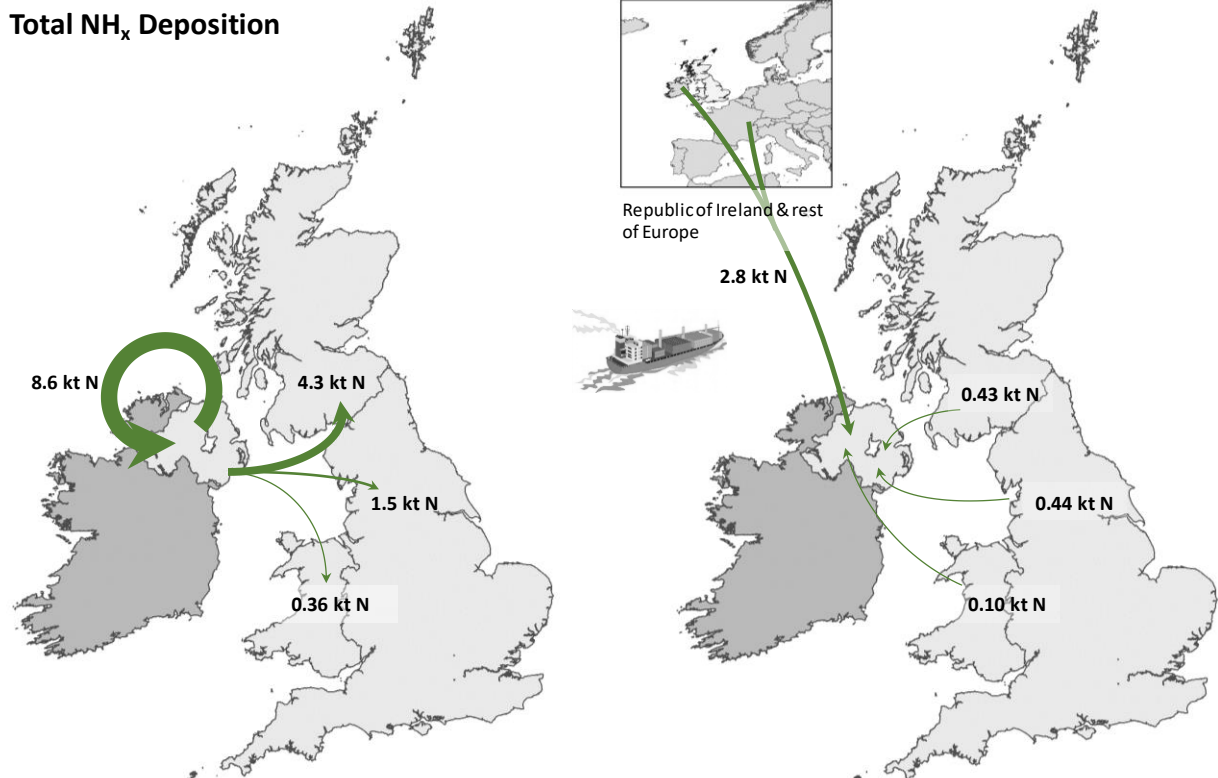 Total NHx Deposition
Republic of Ireland & rest
of Europe
2.8 kt N
8.6 kt N
4.3 kt N
0.43 kt N
1.5 kt N
0.44 kt N
0.36 kt N
0.10 kt N